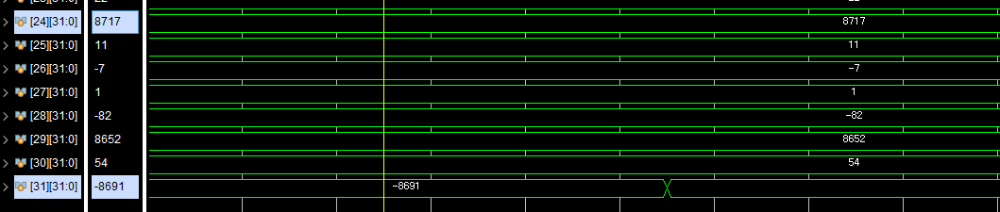 [24][31:0] 8717 8717
[25][31:0] 11 11
[26][31:0] -7 -7
[27][31:0] 1 1
[28][31:0] -82 -82
[29][31:0] 8652 8652
[30][31:0] 54 54
[31][31:0] -8691 -8691